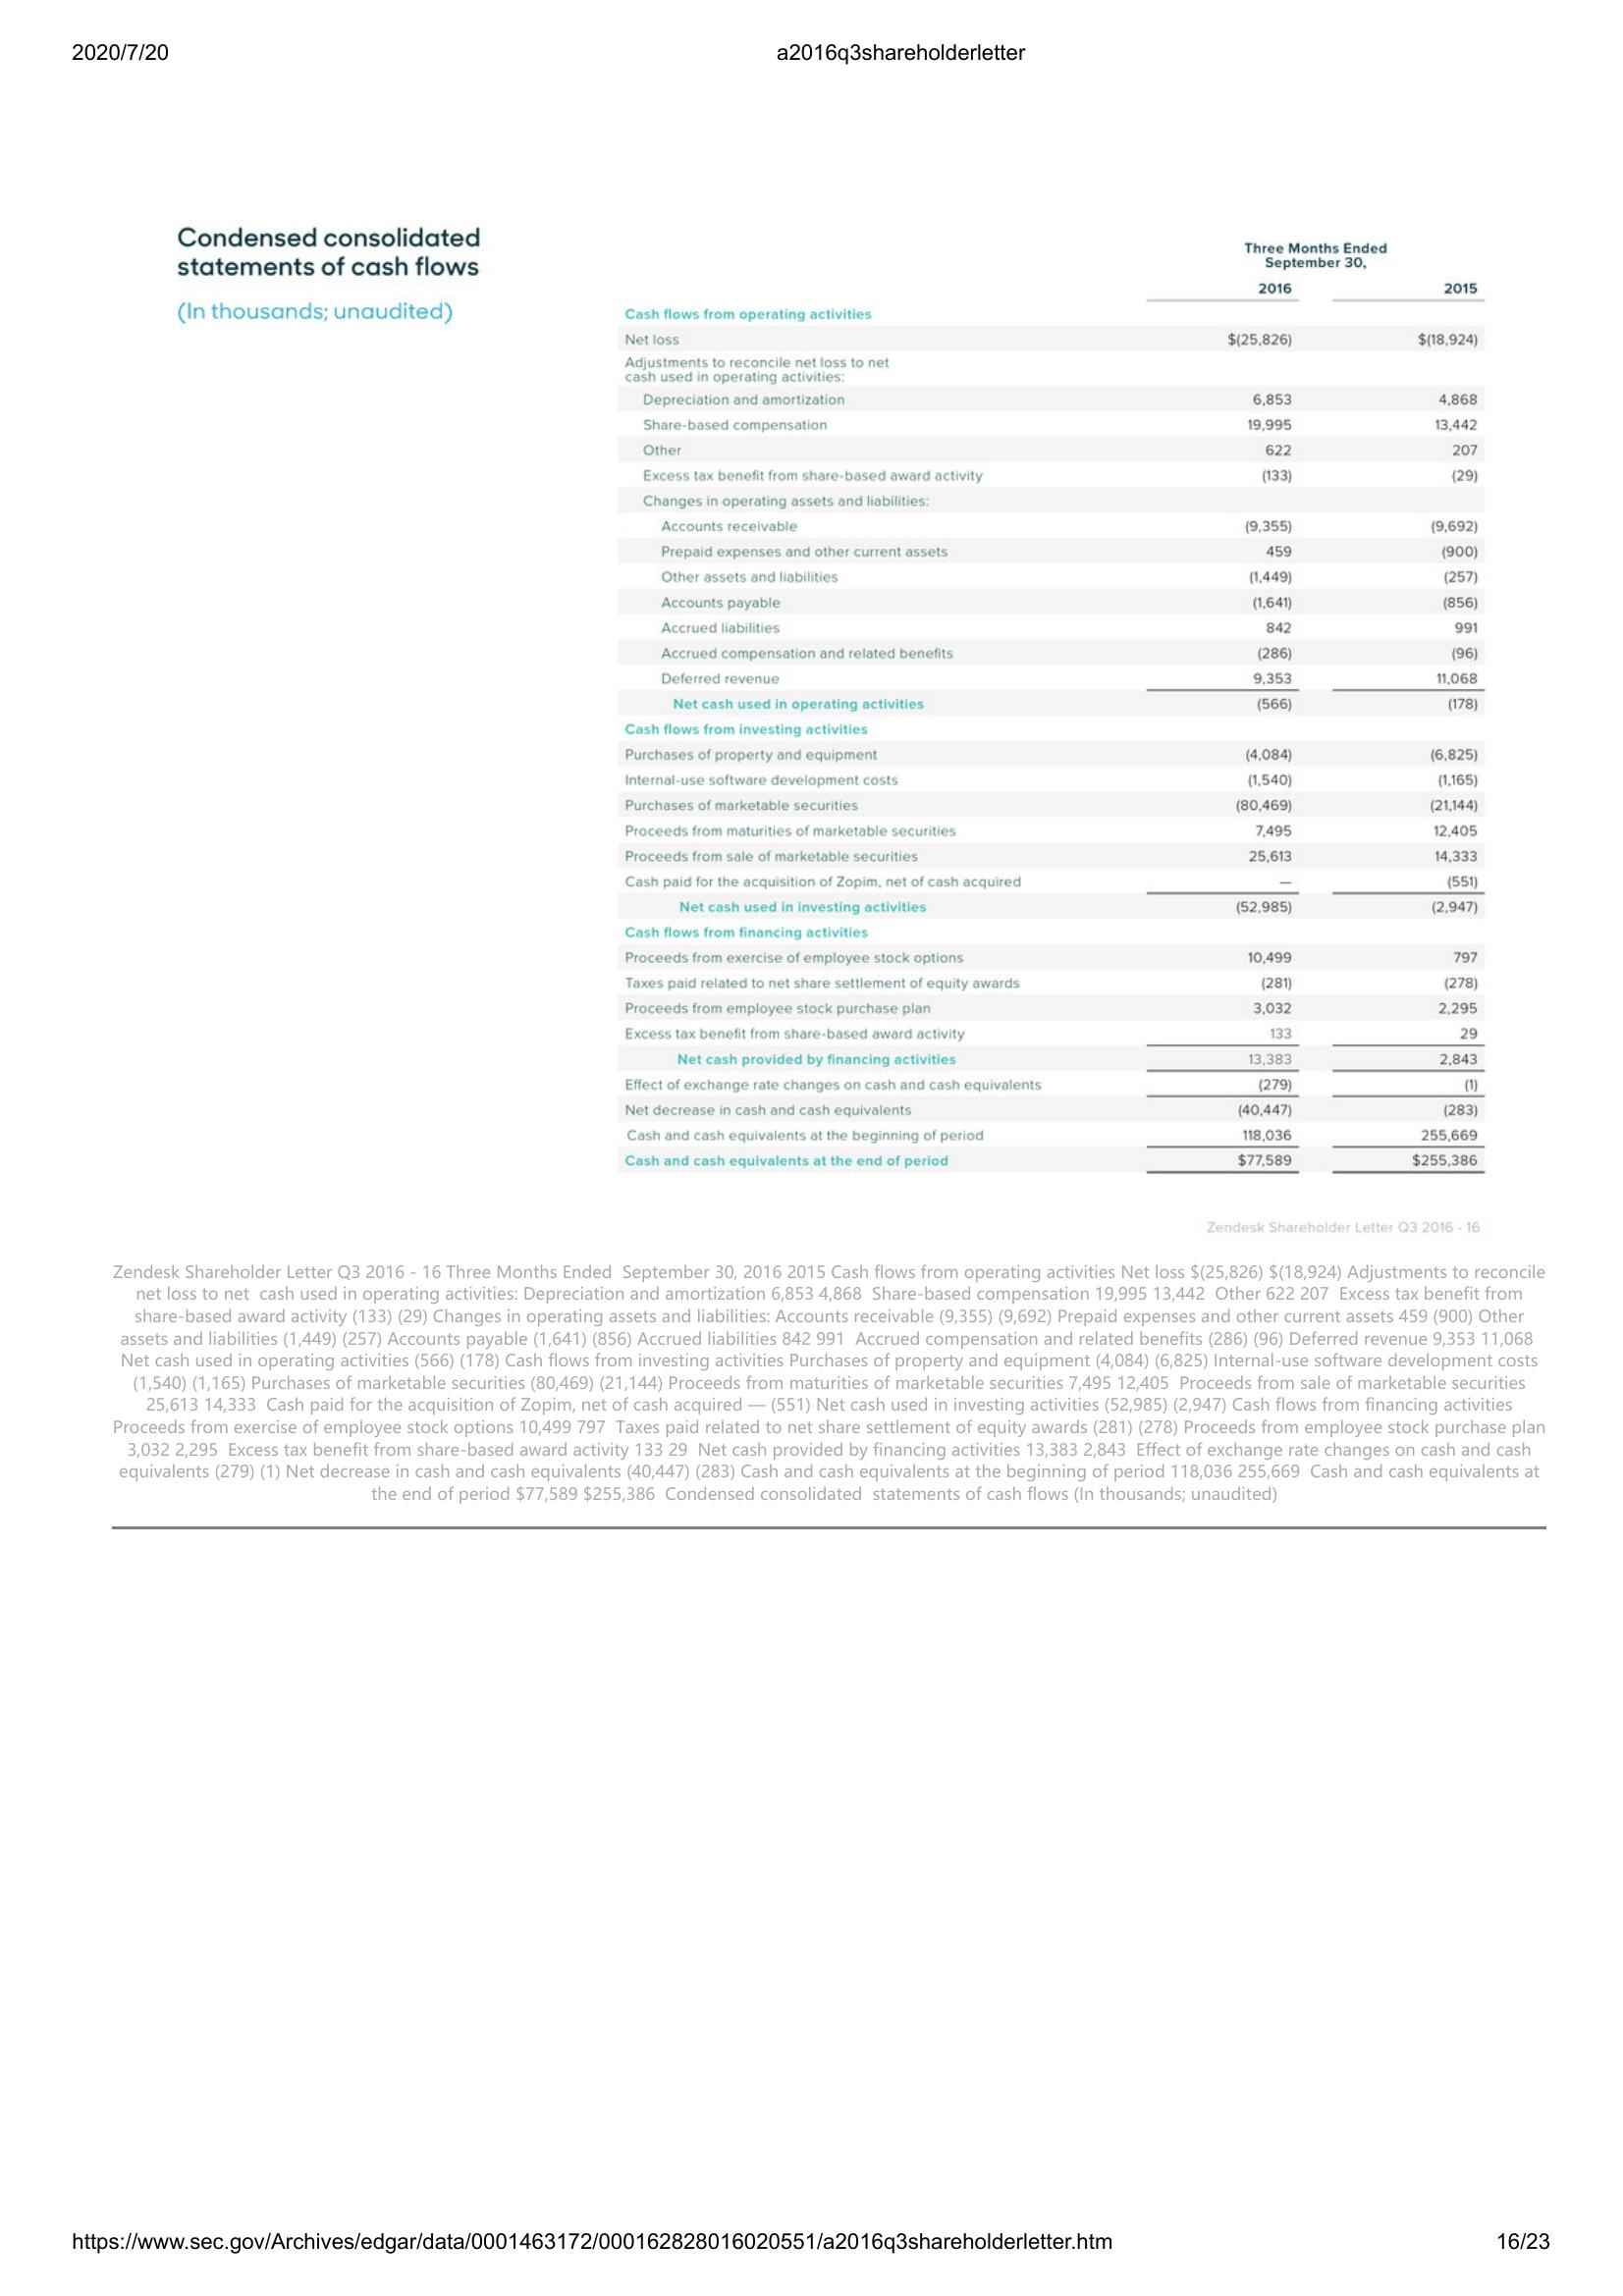 2020/7/20 a2016q3shareholderletter
Condensed consolidated
statements of cash flows
(In thousands; unaudited)
Three Months Ended
September 30,
2016 2015
Cash flows from operating activities
Net loss $(25,826) $(18,924)
Adjustments to reconcile net loss to net
cash used in operating activities:
Depreciation and amortization 6,853 4,868
Share-based compensation 19,995 13,442
Other 622 207
Excess tax benefit from share-based award activity (133) (29)
Changes in operating assets and liabilities:
Accounts receivable (9,355) (9,692)
Prepaid expenses and other current assets 459 (900)
Other assets and liabilities (1,449) (257)
Accounts payable (1,641) (856)
Accrued liabilities 842 991
Accrued compensation and related benefits (286) (96)
Deferred revenue 9,353 11,068
Net cash used in operating activities (566) (178)
Cash flows from investing activities
Purchases of property and equipment (4,084) (6,825)
Internal-use software development costs (1,540) (1,165)
Purchases of marketable securities (80,469) (21,144)
Proceeds from maturities of marketable securities 7,495 12,405
Proceeds from sale of marketable securities 25,613 14,333
Cash paid for the acquisition of Zopim, net of cash acquired — (551)
Net cash used in investing activities (52,985) (2,947)
Cash flows from financing activities
Proceeds from exercise of employee stock options 10,499 797
Taxes paid related to net share settlement of equity awards (281) (278)
Proceeds from employee stock purchase plan 3,032 2,295
Excess tax benefit from share-based award activity 133 29
Net cash provided by financing activities 13,383 2,843
Effect of exchange rate changes on cash and cash equivalents (279) (1)
Net decrease in cash and cash equivalents (40,447) (283)
Cash and cash equivalents at the beginning of period 118,036 255,669
Cash and cash equivalents at the end of period $77,589 $255,386
Zendesk Shareholder Letter Q3 2016 - 16
Zendesk Shareholder Letter Q3 2016 - 16 Three Months Ended September 30, 2016 2015 Cash flows from operating activities Net loss $(25,826) $(18,924) Adjustments to reconcile
net loss to net cash used in operating activities: Depreciation and amortization 6,853 4,868 Share-based compensation 19,995 13,442 Other 622 207 Excess tax benefit from
share-based award activity (133) (29) Changes in operating assets and liabilities: Accounts receivable (9,355) (9,692) Prepaid expenses and other current assets 459 (900) Other
assets and liabilities (1,449) (257) Accounts payable (1,641) (856) Accrued liabilities 842 991 Accrued compensation and related benefits (286) (96) Deferred revenue 9,353 11,068
Net cash used in operating activities (566) (178) Cash flows from investing activities Purchases of property and equipment (4,084) (6,825) Internal-use software development costs
(1,540) (1,165) Purchases of marketable securities (80,469) (21,144) Proceeds from maturities of marketable securities 7,495 12,405 Proceeds from sale of marketable securities
25,613 14,333 Cash paid for the acquisition of Zopim, net of cash acquired — (551) Net cash used in investing activities (52,985) (2,947) Cash flows from financing activities
Proceeds from exercise of employee stock options 10,499 797 Taxes paid related to net share settlement of equity awards (281) (278) Proceeds from employee stock purchase plan
3,032 2,295 Excess tax benefit from share-based award activity 133 29 Net cash provided by financing activities 13,383 2,843 Effect of exchange rate changes on cash and cash
equivalents (279) (1) Net decrease in cash and cash equivalents (40,447) (283) Cash and cash equivalents at the beginning of period 118,036 255,669 Cash and cash equivalents at
the end of period $77,589 $255,386 Condensed consolidated statements of cash flows (In thousands; unaudited)
https://www.sec.gov/Archives/edgar/data/0001463172/000162828016020551/a2016q3shareholderletter.htm 16/23